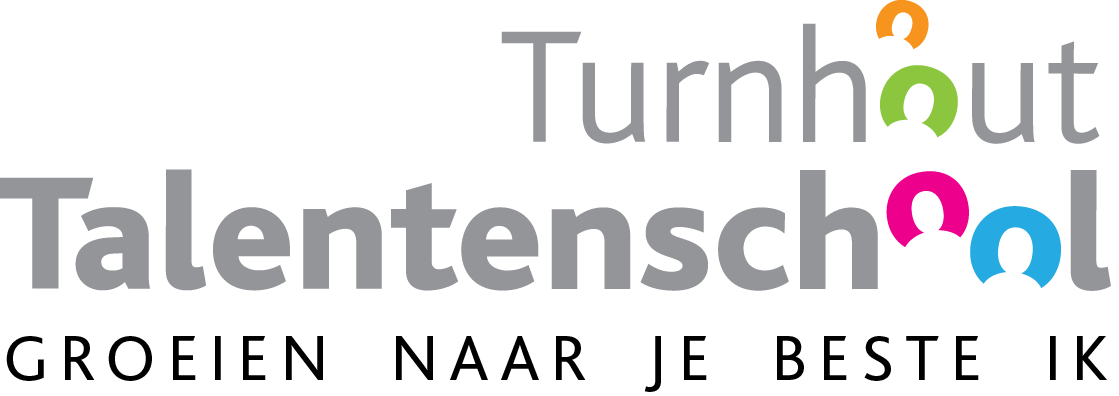 Turnhout
Talentenschool
GROEIEN NAAR JE BESTE IK